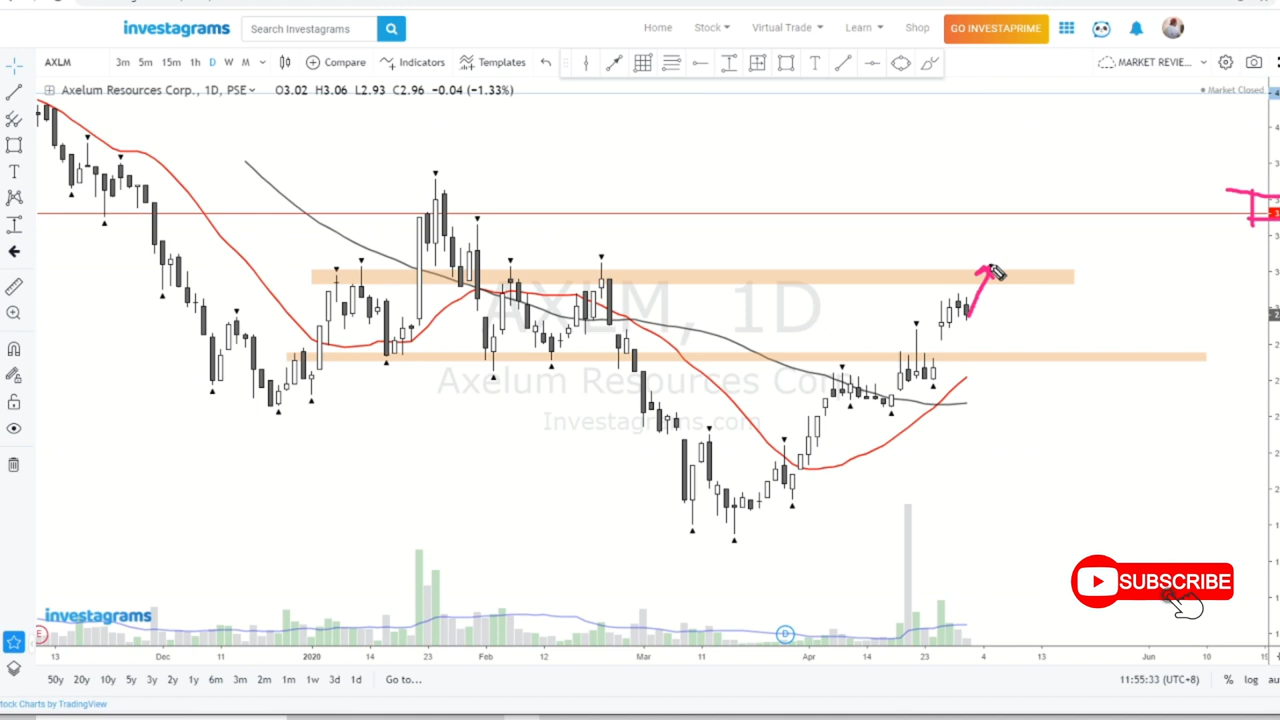 investagrams
Search Investagrams
Home Stock Virtual Trade Learn Shop GO INVESTAPRIME
AXLM 3m 5m 15m 1h D W M Compare Indicators Templates MARKET REVIE...
Axelum Resources Corp., 1D, PSE O3.02 H3.06 L2.93 C2.96 −0.04 (−1.33%)
Market Closed
AXLM, 1D
Axelum Resources Corp.
Investagrams.com
SUBSCRIBE
investagrams
E D
13 Dec 11 2020 14 23 Feb 12 Mar 11 Apr 14 23 4 13 Jun 10 19
50y 20y 10y 5y 3y 2y 1y 6m 3m 2m 1m 1w 3d 1d Go to... 11:55:33 (UTC+8) % log
Stock Charts by TradingView